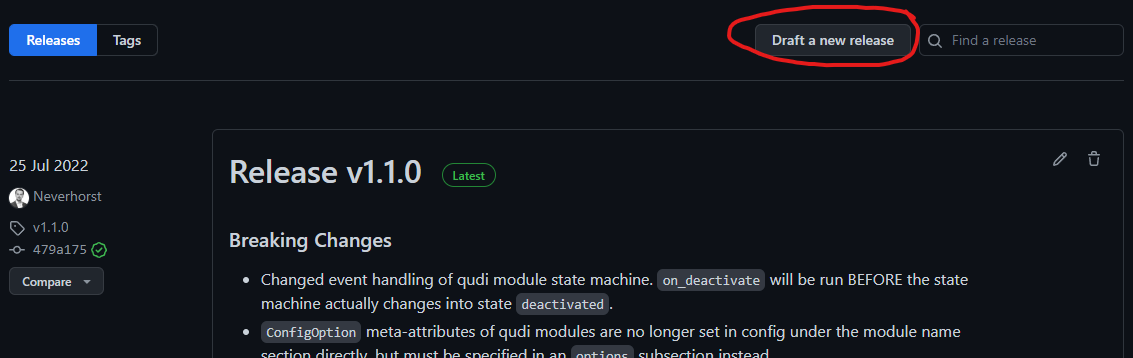 Releases Tags Draft a new release Find a release
25 Jul 2022
Neverhorst
v1.1.0
479a175
Compare
Release v1.1.0 Latest
Breaking Changes
Changed event handling of qudi module state machine. on_deactivate will be run BEFORE the state
machine actually changes into state deactivated.
ConfigOption meta-attributes of qudi modules are no longer set in config under the module name
section directly, but must be specified in an options subsection instead.